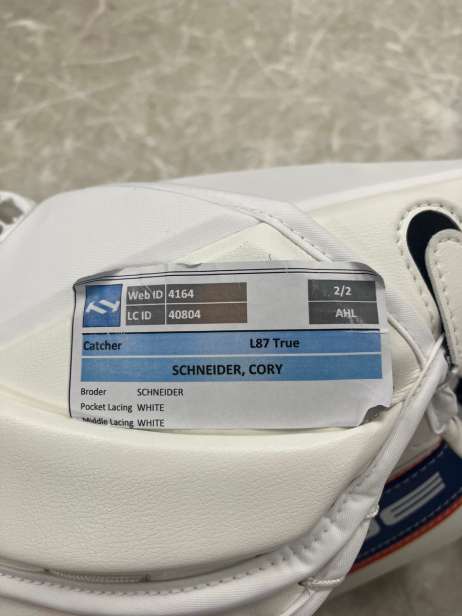 Web ID 4164 2/2
LC ID 40804 AHL
Catcher L87 True
SCHNEIDER, CORY
Broder SCHNEIDER
Pocket Lacing WHITE
Middle Lacing WHITE